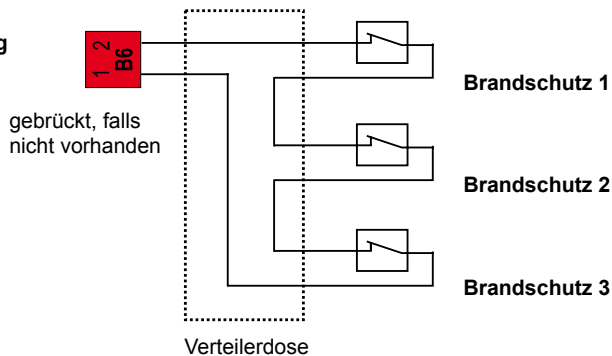 g
1 2
B6
gebrückt, falls
nicht vorhanden
Brandschutz 1
Brandschutz 2
Brandschutz 3
Verteilerdose